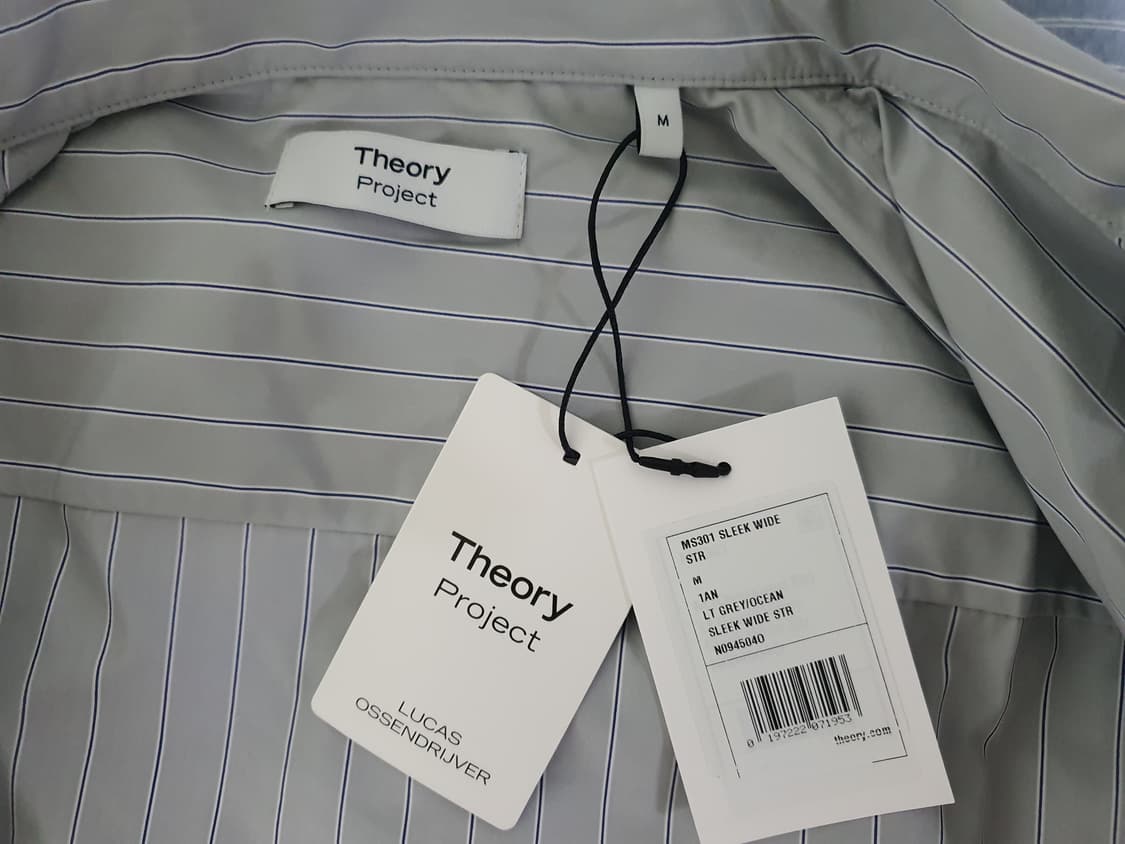 Theory
Project
M
Theory
Project
LUCAS
OSSENDRIJVER
MS301 SLEEK WIDE
STR
M
1AN
LT GREY/OCEAN
SLEEK WIDE STR
N0945040
0 197222 071953
theory.com